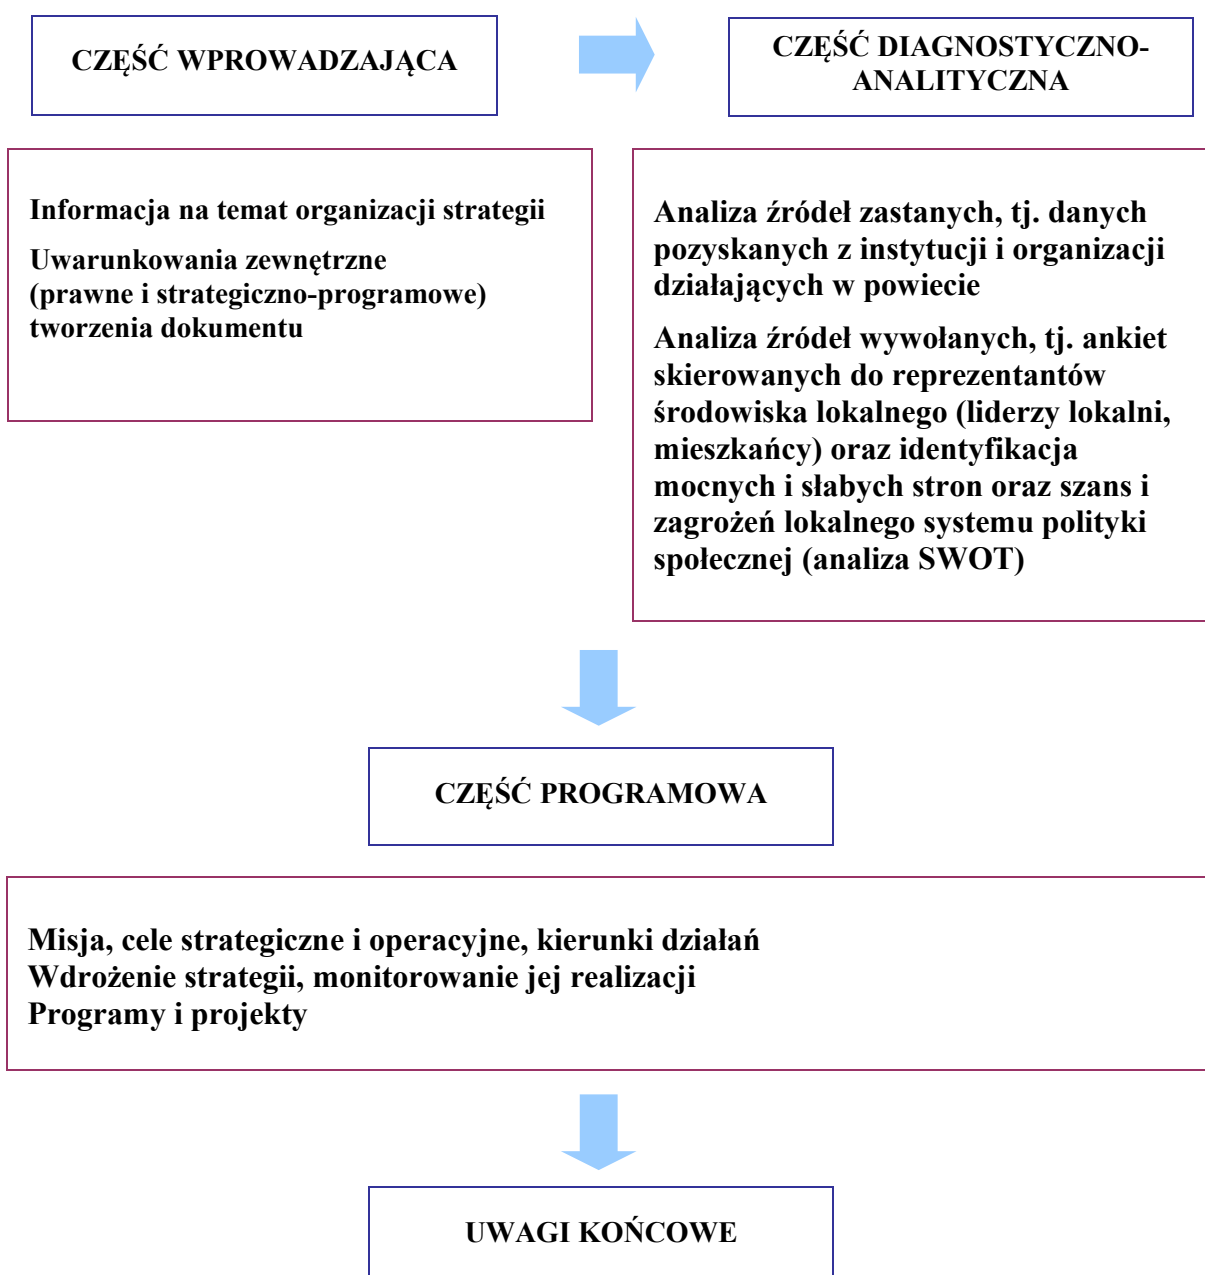 CZĘŚĆ WPROWADZAJĄCA
CZĘŚĆ DIAGNOSTYCZNO-
ANALITYCZNA
Informacja na temat organizacji strategii
Uwarunkowania zewnętrzne
(prawne i strategiczno-programowe)
tworzenia dokumentu
Analiza źródeł zastanych, tj. danych
pozyskanych z instytucji i organizacji
działających w powiecie
Analiza źródeł wywołanych, tj. ankiet
skierowanych do reprezentantów
środowiska lokalnego (liderzy lokalni,
mieszkańcy) oraz identyfikacja
mocnych i słabych stron oraz szans i
zagrożeń lokalnego systemu polityki
społecznej (analiza SWOT)
CZĘŚĆ PROGRAMOWA
Misja, cele strategiczne i operacyjne, kierunki działań
Wdrożenie strategii, monitorowanie jej realizacji
Programy i projekty
UWAGI KOŃCOWE